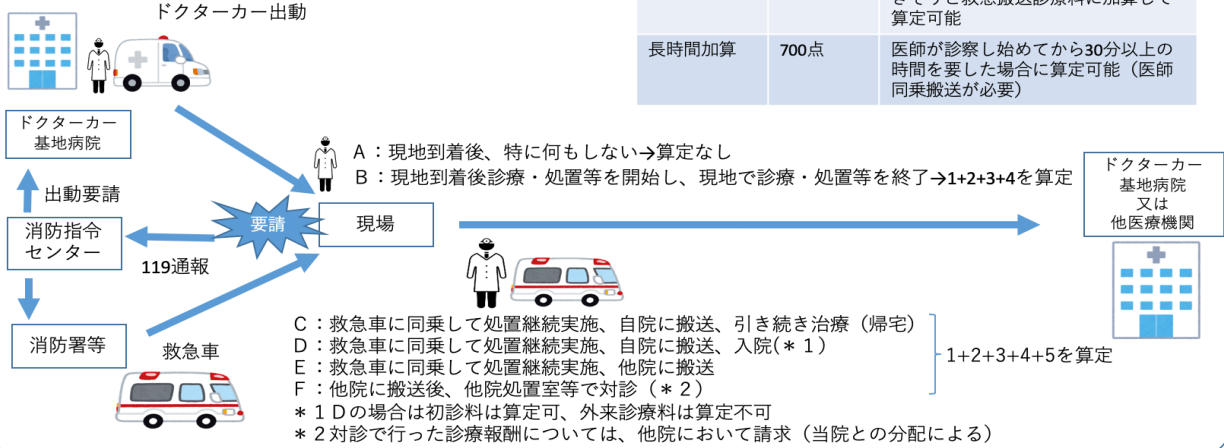 ドクターカー出動
きそりと救急搬送診療料に加算して
算定可能
長時間加算
700点
医師が診察し始めてから30分以上の
時間を要した場合に算定可能（医師
同乗搬送が必要）
ドクターカー
基地病院
出動要請
消防指令
センター
119通報
消防署等
救急車
要請
現場
A：現地到着後、特に何もしない→算定なし
B：現地到着後診療・処置等を開始し、現地で診療・処置等を終了→1+2+3+4を算定
ドクターカー
基地病院
又は
他医療機関
C：救急車に同乗して処置継続実施、自院に搬送、引き続き治療（帰宅）
D：救急車に同乗して処置継続実施、自院に搬送、入院(＊１)
E：救急車に同乗して処置継続実施、他院に搬送
F：他院に搬送後、他院処置室等で対診（＊２）
1+2+3+4+5を算定
＊１Dの場合は初診料は算定可、外来診療料は算定不可
＊２対診で行った診療報酬については、他院において請求（当院との分配による）